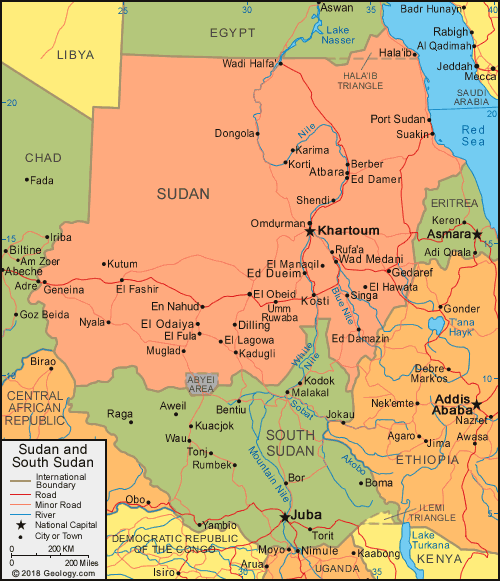 25
30
35
40
Aswan
Badr Hunayn
EGYPT
Lake
Nasser
Rabigh
Al Qadimah
LIBYA
Hala'ib
Wadi Halfa'
Jeddah
Mecca
HALA'IB
TRIANGLE
SAUDI
ARABIA
20
20
Port Sudan
Suakin
Red
Sea
Dongola
Nile
CHAD
Karima
Korti
Berber
Atbara
Ed Damer
Fada
SUDAN
Shendi
ERITREA
Keren
Omdurman
Khartoum
Asmara
Iriba
15
15
Biltine
Am Zoer
Abeche
Adre
Geneina
Kutum
El Fashir
Rufa'a
Wad Medani
El Manaqil
Ed Dueim
Adi Quala
Gedaref
El Hawata
En Nahud
El Obeid
Kosti
Singa
Umm
Ruwaba
Blue Nile
Gonder
Goz Beida
Nyala
El Odaiya
El Fula
Dilling
El Lagowa
Muglad
Kadugli
Ed Damazin
T'ana
Hayk'
White
Nile
Birao
ABYEI
AREA
Kodok
Malakal
Debre
Mark'os
10
10
CENTRAL
AFRICAN
REPUBLIC
Raga
Aweil
Bentiu
Sobat
Jokau
Nek'emte
Addis
Ababa
Nazret
Kuacjok
Wau
Tonj
Rumbek
SOUTH
SUDAN
Agaro
Jima
Awasa
Mountain Nile
Akobo
ETHIOPIA
Sudan and
South Sudan
International
Boundary
Road
Minor Road
River
National Capital
City or Town
0 200 KM
0 200 Miles
© 2018 Geology.com
Bor
Boma
Obo
Juba
ILEMI
TRIANGLE
5
Yambio
Torit
DEMOCRATIC REPUBLIC
OF THE CONGO
Moyo
Nimule
Kaabong
Lake
Turkana
KENYA
Isiro
Arua
UGANDA
30
35